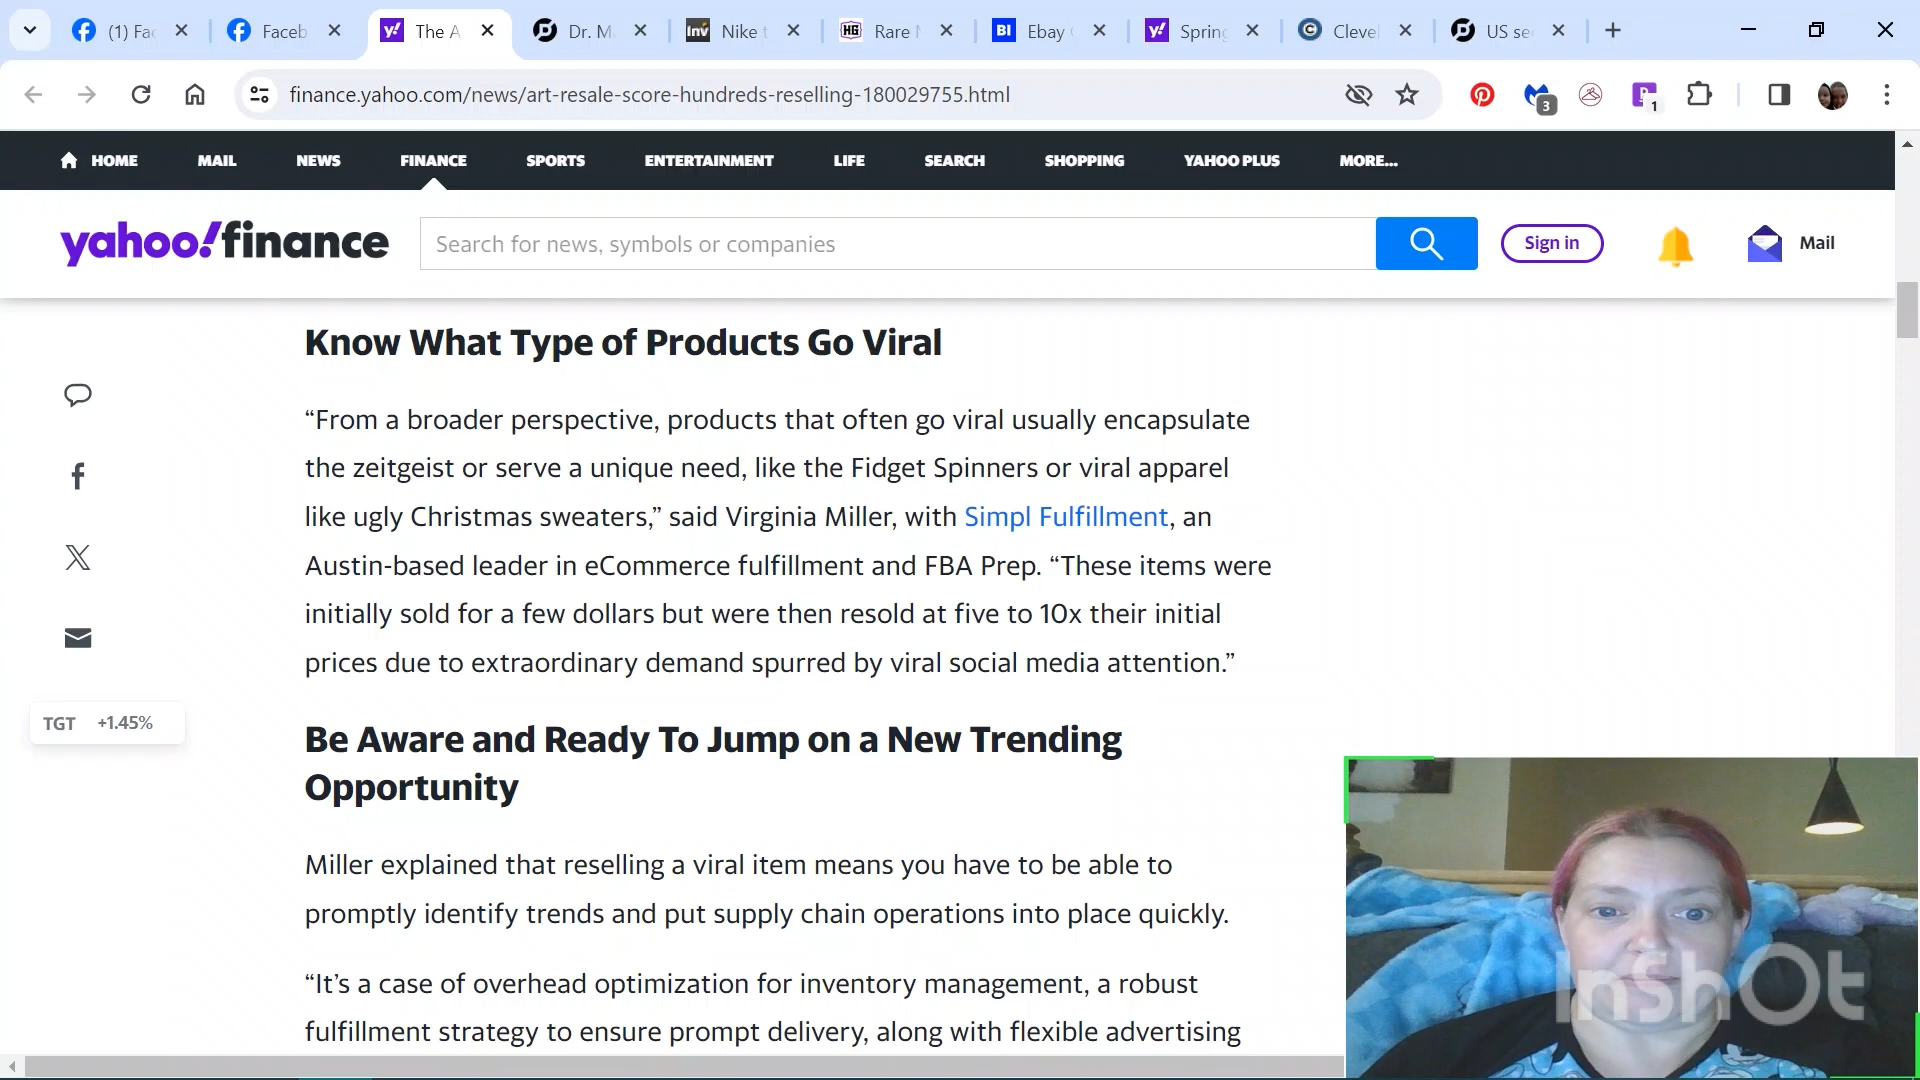 (1) Fac
Faceb
The A
Dr. M
Nike t
Rare
Ebay
Spring
Clevel
US se
finance.yahoo.com/news/art-resale-score-hundreds-reselling-180029755.html
3
1
HOME MAIL NEWS FINANCE SPORTS ENTERTAINMENT LIFE SEARCH SHOPPING YAHOO PLUS MORE...
yahoo!finance
Search for news, symbols or companies
Sign in
Mail
Know What Type of Products Go Viral
“From a broader perspective, products that often go viral usually encapsulate
the zeitgeist or serve a unique need, like the Fidget Spinners or viral apparel
like ugly Christmas sweaters,” said Virginia Miller, with Simpl Fulfillment, an
Austin-based leader in eCommerce fulfillment and FBA Prep. “These items were
initially sold for a few dollars but were then resold at five to 10x their initial
prices due to extraordinary demand spurred by viral social media attention.”
TGT +1.45%
Be Aware and Ready To Jump on a New Trending
Opportunity
Miller explained that reselling a viral item means you have to be able to
promptly identify trends and put supply chain operations into place quickly.
“It’s a case of overhead optimization for inventory management, a robust
fulfillment strategy to ensure prompt delivery, along with flexible advertising
InShOt